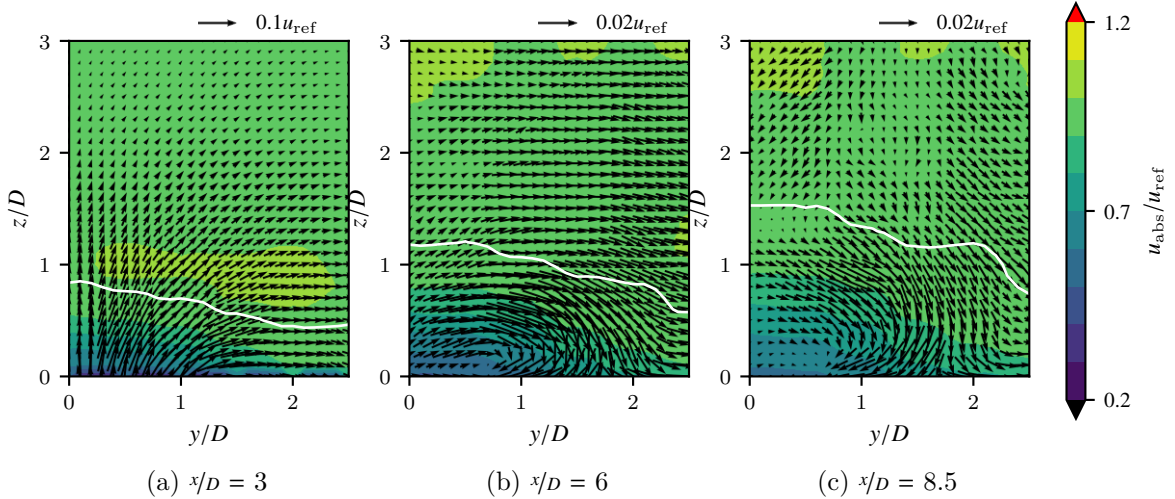 0.1u_ref
0.02u_ref
0.02u_ref
3
2
1
0
z/D
0 1 2
y/D
3
2
1
0
z/D
0 1 2
y/D
3
2
1
0
z/D
0 1 2
y/D
1.2
0.7
0.2
u_abs/u_ref
(a) x/D = 3
(b) x/D = 6
(c) x/D = 8.5